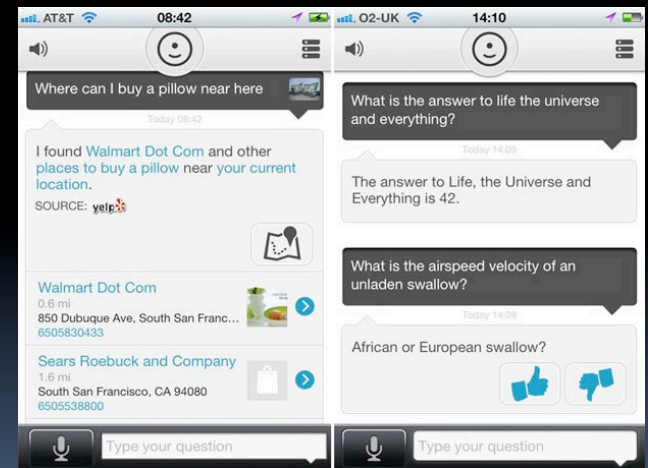 AT&T 08:42
Where can I buy a pillow near here
Today 08:42
I found Walmart Dot Com and other
places to buy a pillow near your current
location.
SOURCE: yelp
Walmart Dot Com
0.6 mi
850 Dubuque Ave, South San Franc...
6505830433
Sears Roebuck and Company
1.6 mi
South San Francisco, CA 94080
6505538800
Type your question
O2-UK 14:10
What is the answer to life the universe
and everything?
Today 14:09
The answer to Life, the Universe and
Everything is 42.
What is the airspeed velocity of an
unladen swallow?
Today 14:09
African or European swallow?
Type your question